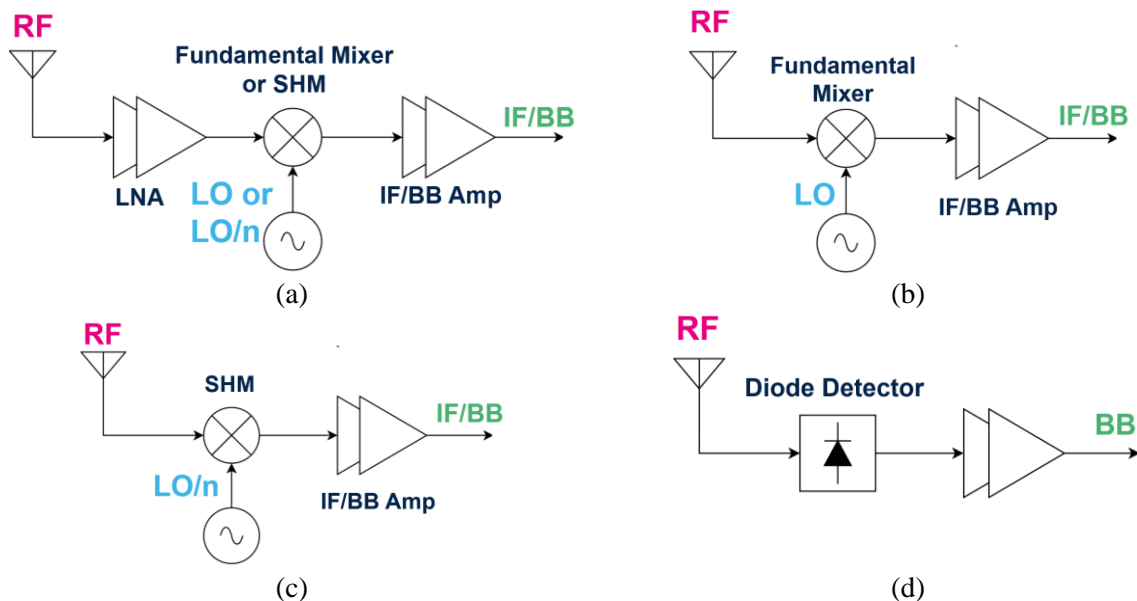 RF
Fundamental Mixer
or SHM
IF/BB
LNA
LO or
LO/n
IF/BB Amp
(a)
RF
Fundamental
Mixer
IF/BB
LO
IF/BB Amp
(b)
RF
SHM
IF/BB
LO/n
IF/BB Amp
(c)
RF
Diode Detector
BB
(d)